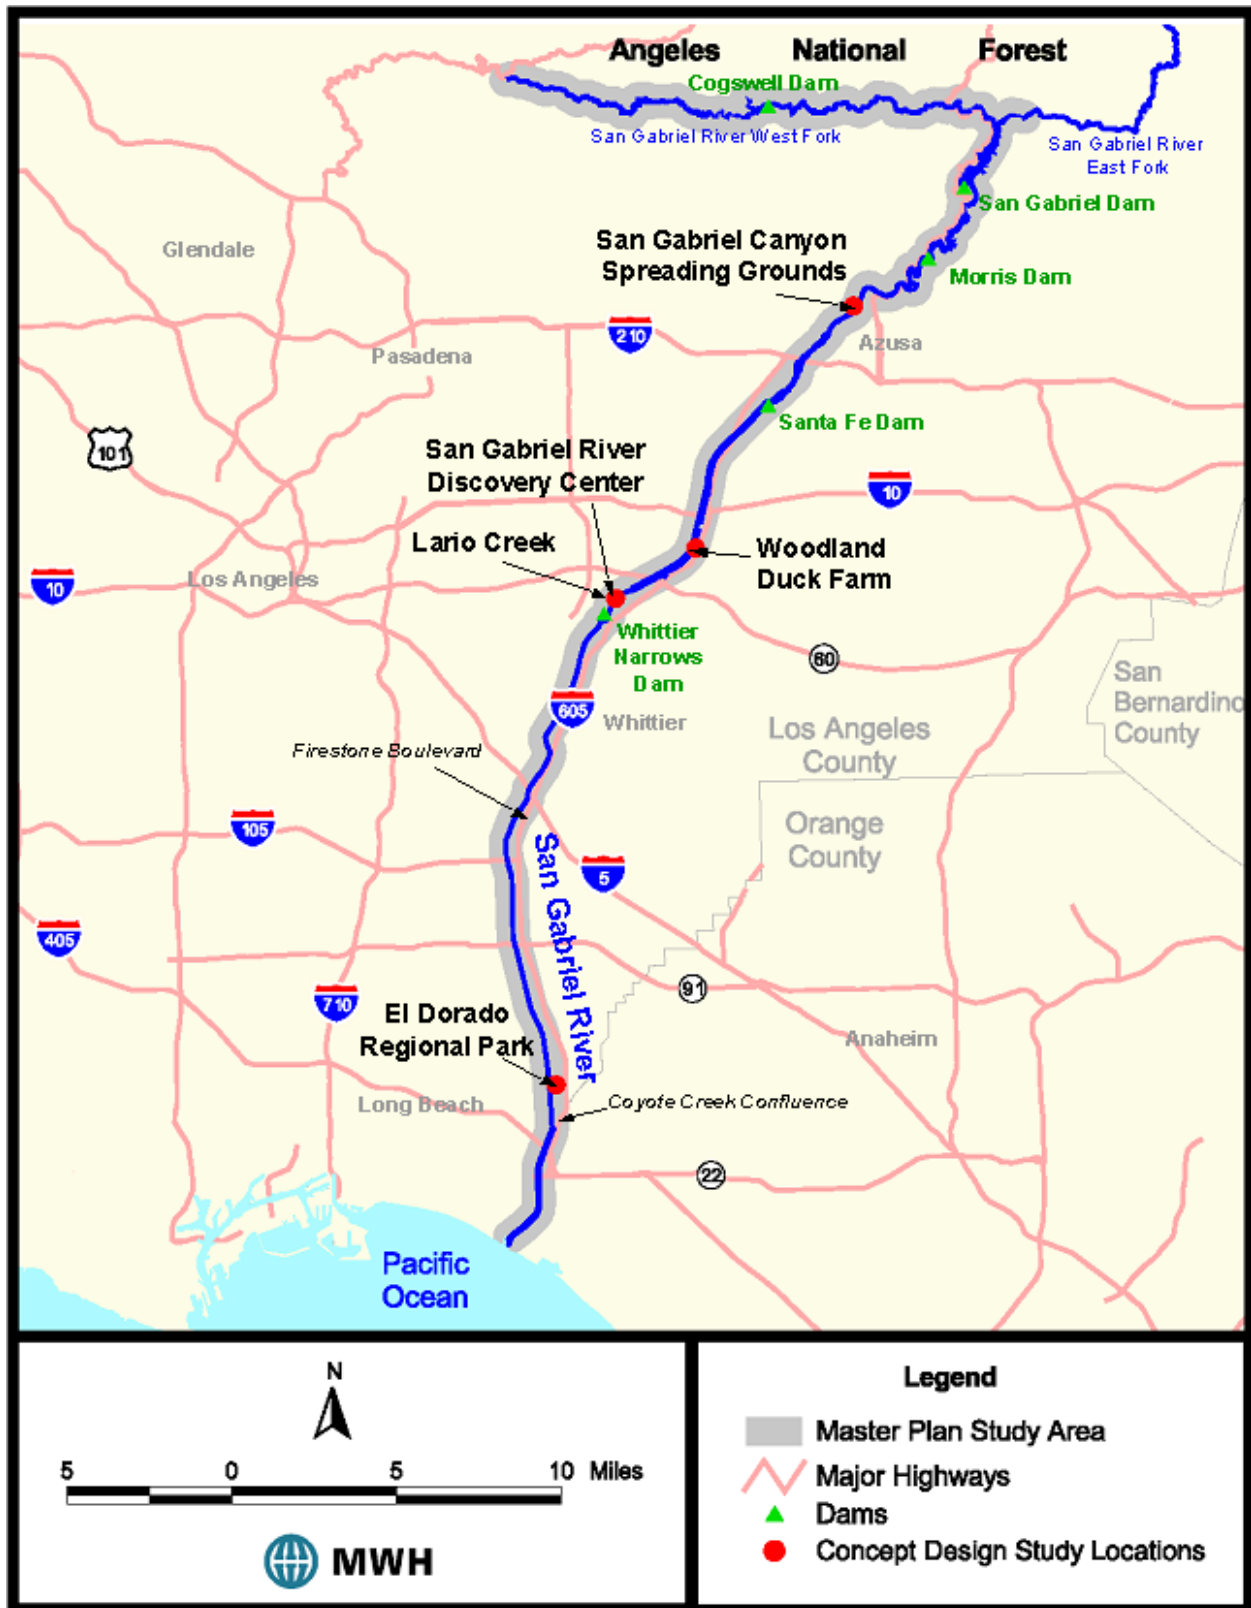 Angeles National Forest
Cogswell Dam
San Gabriel River West Fork
San Gabriel River
East Fork
San Gabriel Dam
Glendale
San Gabriel Canyon
Spreading Grounds
Morris Dam
210
Azusa
Pasadena
Santa Fe Dam
101
San Gabriel River
Discovery Center
10
Lario Creek
Woodland
Duck Farm
10
Los Angeles
Whittier
Narrows
Dam
60
San
Bernardino
County
605
Whittier
Los Angeles
County
Firestone Boulevard
105
Orange
County
San Gabriel River
5
405
91
710
El Dorado
Regional Park
Anaheim
Long Beach
Coyote Creek Confluence
22
Pacific
Ocean
N
5 0 5 10 Miles
MWH
Legend
Master Plan Study Area
Major Highways
Dams
Concept Design Study Locations